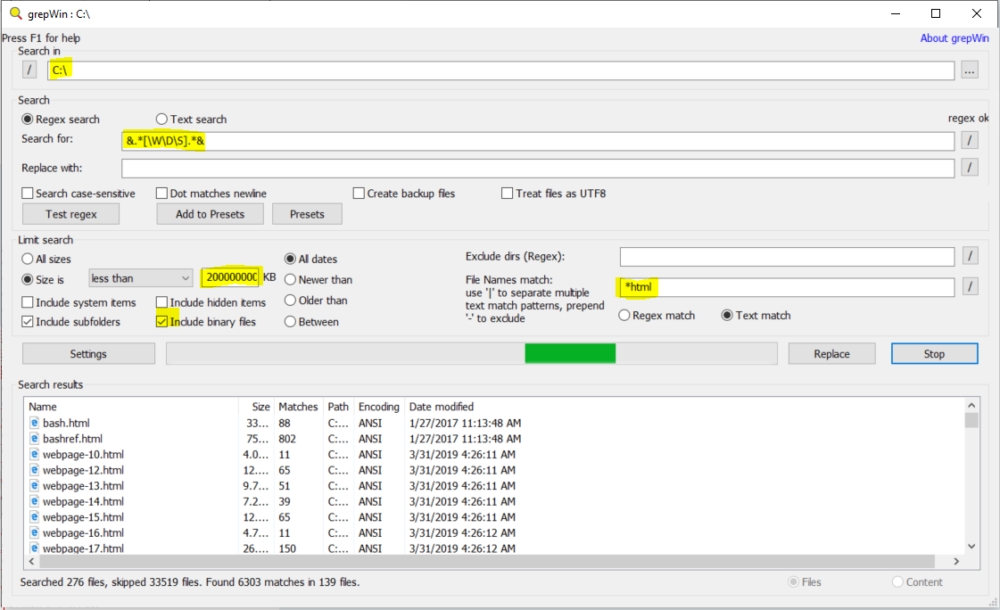 grepWin : C:\
Press F1 for help
About grepWin
Search in
/
C:\
...
Search
Regex search
Text search
regex ok
Search for:
&.*[\W\D\S].*&
/
Replace with:
/
Search case-sensitive
Dot matches newline
Create backup files
Treat files as UTF8
Test regex
Add to Presets
Presets
Limit search
All sizes
All dates
Exclude dirs (Regex):
/
Size is
less than
200000000
KB
Newer than
File Names match:
use '|' to separate multiple
text match patterns, prepend
'-' to exclude
*html
/
Include system items
Include hidden items
Older than
Regex match
Text match
Include subfolders
Include binary files
Between
Settings
Replace
Stop
Search results
Name Size Matches Path Encoding Date modified
bash.html 33... 88 C:... ANSI 1/27/2017 11:13:48 AM
bashref.html 75... 802 C:... ANSI 1/27/2017 11:13:48 AM
webpage-10.html 4.0... 11 C:... ANSI 3/31/2019 4:26:11 AM
webpage-12.html 12.... 65 C:... ANSI 3/31/2019 4:26:11 AM
webpage-13.html 9.7... 51 C:... ANSI 3/31/2019 4:26:11 AM
webpage-14.html 7.2... 39 C:... ANSI 3/31/2019 4:26:11 AM
webpage-15.html 12.... 65 C:... ANSI 3/31/2019 4:26:11 AM
webpage-16.html 4.7... 11 C:... ANSI 3/31/2019 4:26:12 AM
webpage-17.html 26.... 150 C:... ANSI 3/31/2019 4:26:12 AM
Searched 276 files, skipped 33519 files. Found 6303 matches in 139 files.
Files
Content